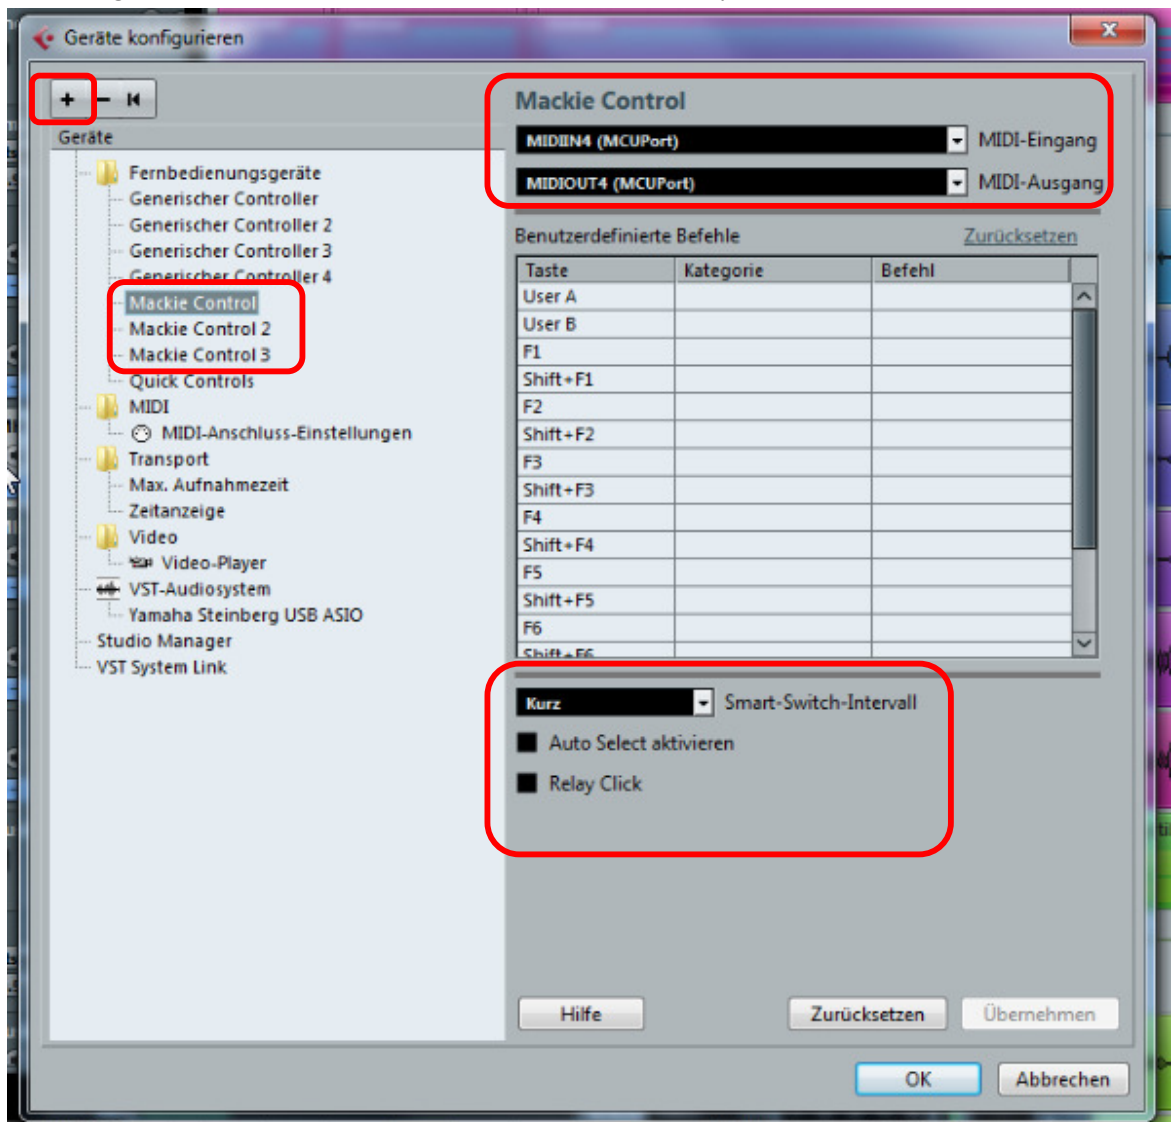 Geräte konfigurieren
Geräte
Fernbedienungsgeräte
Generischer Controller
Generischer Controller 2
Generischer Controller 3
Generischer Controller 4
Mackie Control
Mackie Control 2
Mackie Control 3
Quick Controls
MIDI
MIDI-Anschluss-Einstellungen
Transport
Max. Aufnahmezeit
Zeitanzeige
Video
Video-Player
VST-Audiosystem
Yamaha Steinberg USB ASIO
Studio Manager
VST System Link
Mackie Control
MIDIIN4 (MCUPort) MIDI-Eingang
MIDIOUT4 (MCUPort) MIDI-Ausgang
Benutzerdefinierte Befehle Zurücksetzen
Taste Kategorie Befehl
User A
User B
F1
Shift+F1
F2
Shift+F2
F3
Shift+F3
F4
Shift+F4
F5
Shift+F5
F6
Shift+F6
Kurz Smart-Switch-Intervall
Auto Select aktivieren
Relay Click
Hilfe Zurücksetzen Übernehmen
OK Abbrechen